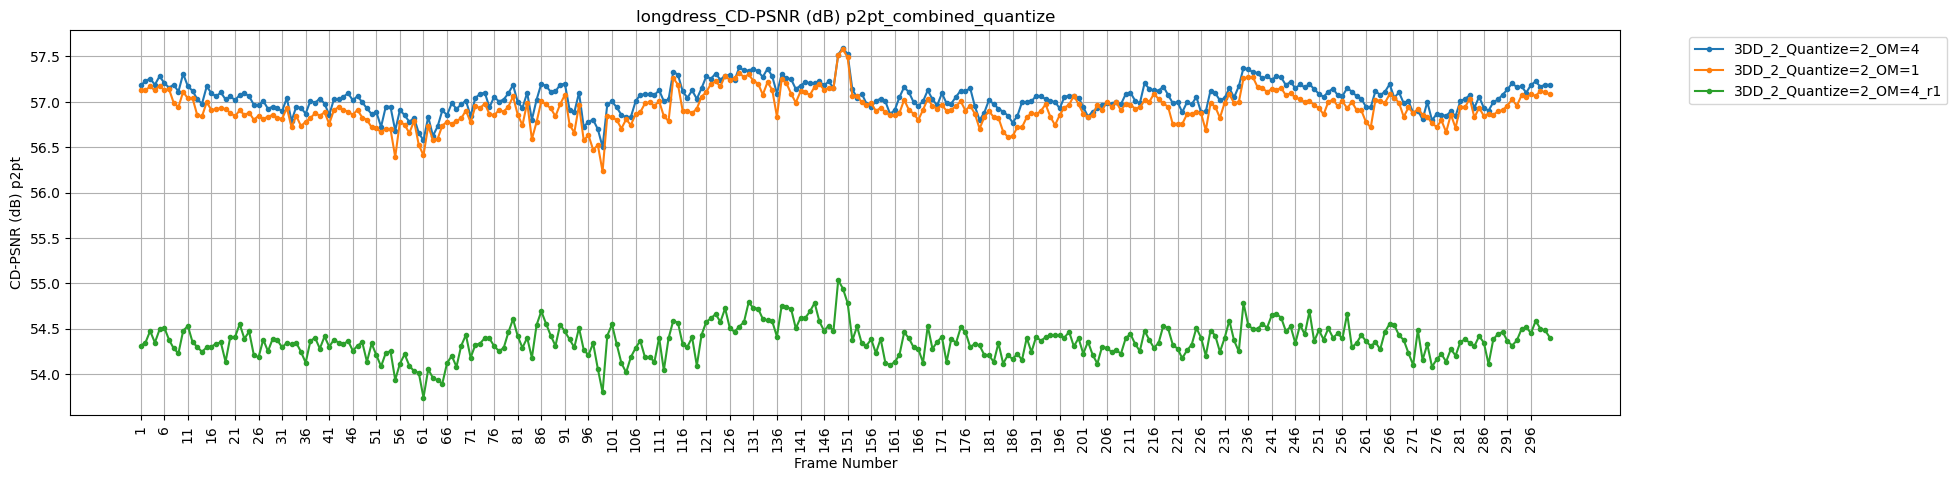 longdress_CD-PSNR (dB) p2pt_combined_quantize
CD-PSNR (dB) p2pt
57.5
57.0
56.5
56.0
55.5
55.0
54.5
54.0
1 6 11 16 21 26 31 36 41 46 51 56 61 66 71 76 81 86 91 96 101 106 111 116 121 126 131 136 141 146 151 156 161 166 171 176 181 186 191 196 201 206 211 216 221 226 231 236 241 246 251 256 261 266 271 276 281 286 291 296
Frame Number
3DD_2_Quantize=2_OM=4
3DD_2_Quantize=2_OM=1
3DD_2_Quantize=2_OM=4_r1